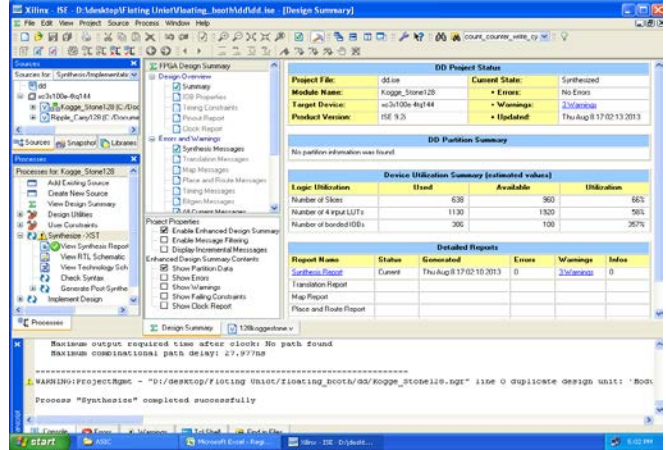 Xilinx - ISE - D:\desktop\Floting Uniot\floating_booth\dd\dd.ise - [Design Summary]
File Edit View Project Source Process Window Help
count_counter_write_cy
Sources
Sources for: Synthesis/Implementati
dd
xc3s100e-4tq144
Kogge_Stone128 (C:/Doc
Ripple_Carry128 (C:/Docume
Sources
Snapshot
Libraries
Processes
Processes for: Kogge_Stone128
Add Existing Source
Create New Source
View Design Summary
Design Utilities
User Constraints
Synthesize - XST
View Synthesis Report
View RTL Schematic
View Technology Sch
Check Syntax
Generate Post-Synthe
Implement Design
Processes
FPGA Design Summary
Design Overview
Summary
IOB Properties
Timing Constraints
Pinout Report
Clock Report
Errors and Warnings
Synthesis Messages
Translation Messages
Map Messages
Place and Route Messages
Timing Messages
Bitgen Messages
All Current Messages
Project Properties
Enable Enhanced Design Summary
Enable Message Filtering
Display Incremental Messages
Enhanced Design Summary Contents
Show Partition Data
Show Errors
Show Warnings
Show Failing Constraints
Show Clock Report
Design Summary
128koggestone.v
DD Project Status
Project File: dd.ise Current State: Synthesized
Module Name: Kogge_Stone128 • Errors: No Errors
Target Device: xc3s100e-4tq144 • Warnings: 3 Warnings
Product Version: ISE 9.2i • Updated: Thu Aug 8 17:02:13 2013
DD Partition Summary
No partition information was found.
Device Utilization Summary (estimated values)
Logic Utilization Used Available Utilization
Number of Slices 638 960 66%
Number of 4 input LUTs 1130 1920 58%
Number of bonded IOBs 386 108 357%
Detailed Reports
Report Name Status Generated Errors Warnings Infos
Synthesis Report Current Thu Aug 8 17:02:10 2013 0 3 Warnings 0
Translation Report
Map Report
Place and Route Report
Maximum output required time after clock: No path found
Maximum combinational path delay: 27.977ns
WARNING:ProjectMgmt - "D:/desktop/Floting Uniot/floating_booth/dd/Kogge_Stone128.ngr" line 0 duplicate design unit: 'Modu
Process "Synthesize" completed successfully
Console
Errors
Warnings
Tcl Shell
Find in Files
start
ASIC
Microsoft Excel - Regi...
Xilinx - ISE - D:\deskt...
5:02 PM